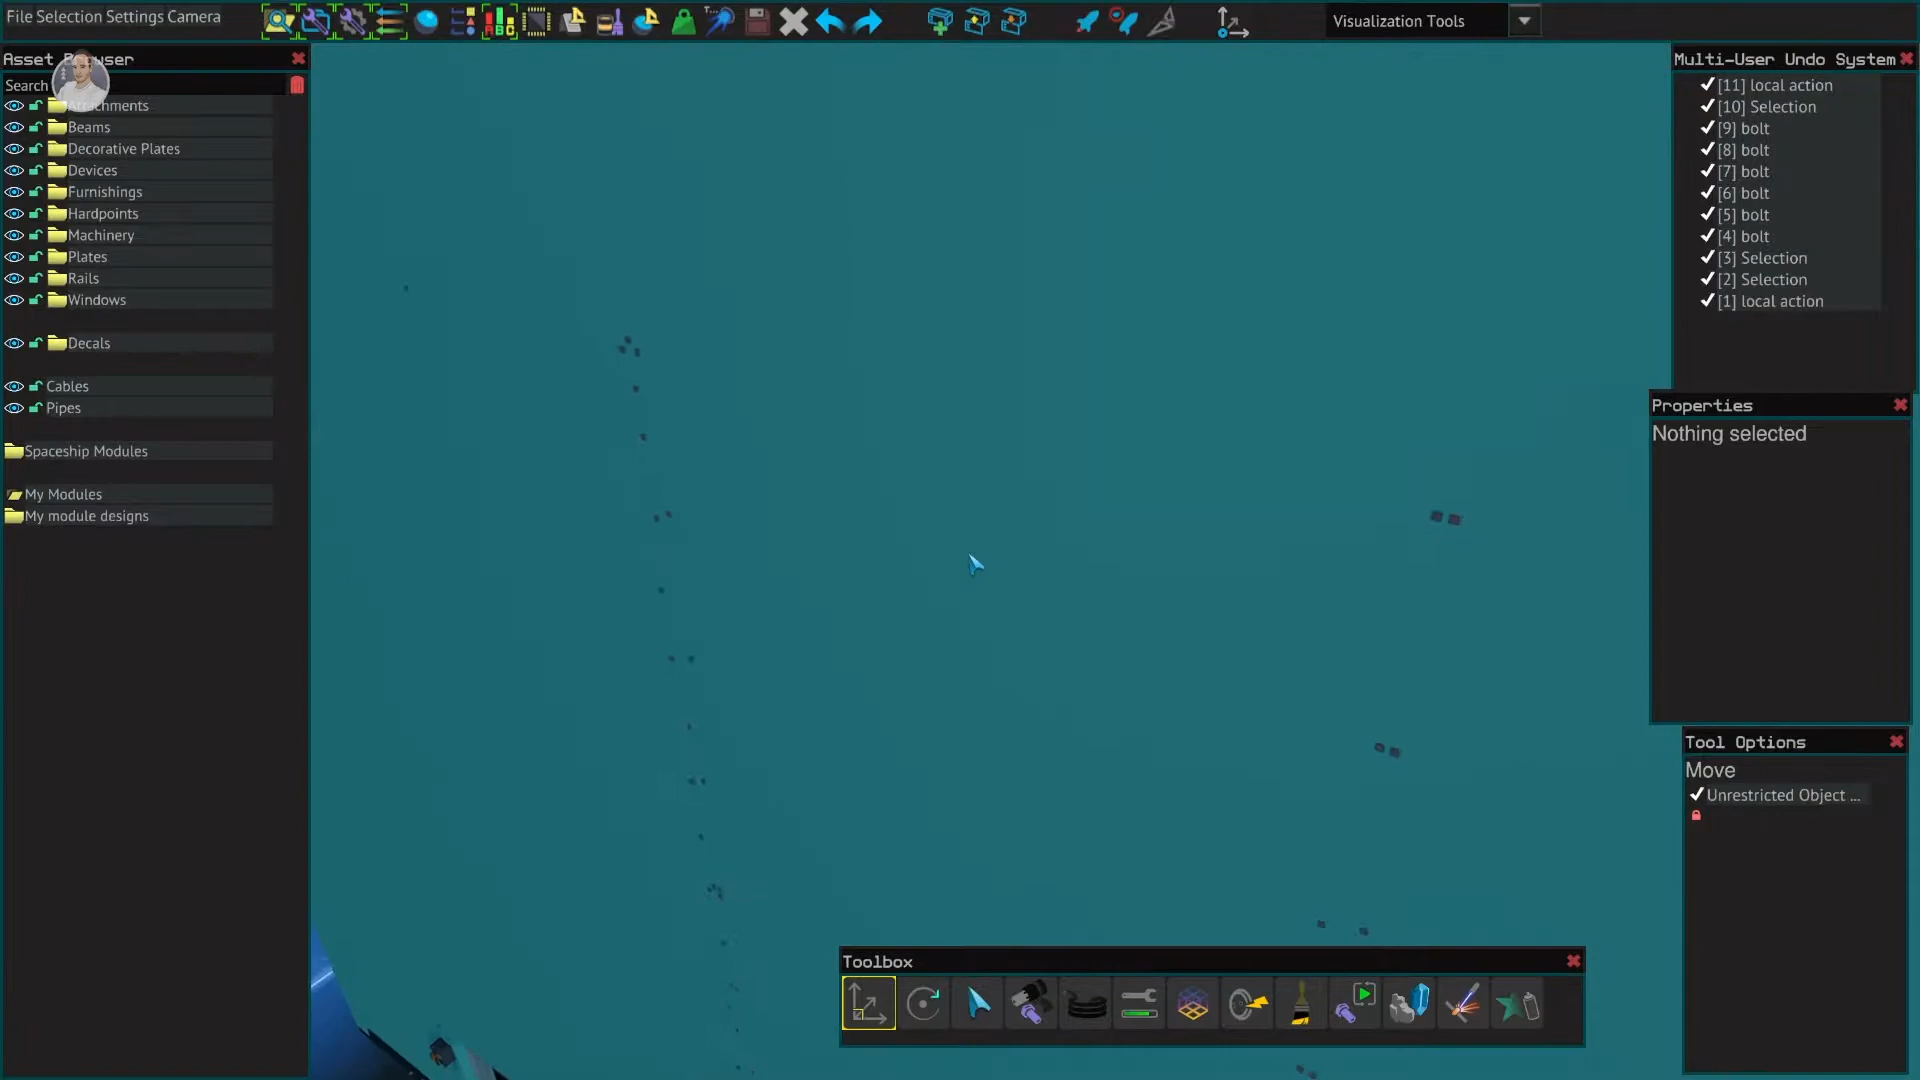 File Selection Settings Camera
Visualization Tools
Asset
Search
Attachments
Beams
Decorative Plates
Devices
Furnishings
Hardpoints
Machinery
Plates
Rails
Windows
Decals
Cables
Pipes
Spaceship Modules
My Modules
My module designs
Multi-User Undo System
[11] local action
[10] Selection
[9] bolt
[8] bolt
[7] bolt
[6] bolt
[5] bolt
[4] bolt
[3] Selection
[2] Selection
[1] local action
Properties
Nothing selected
Tool Options
Move
Unrestricted Object ...
Toolbox